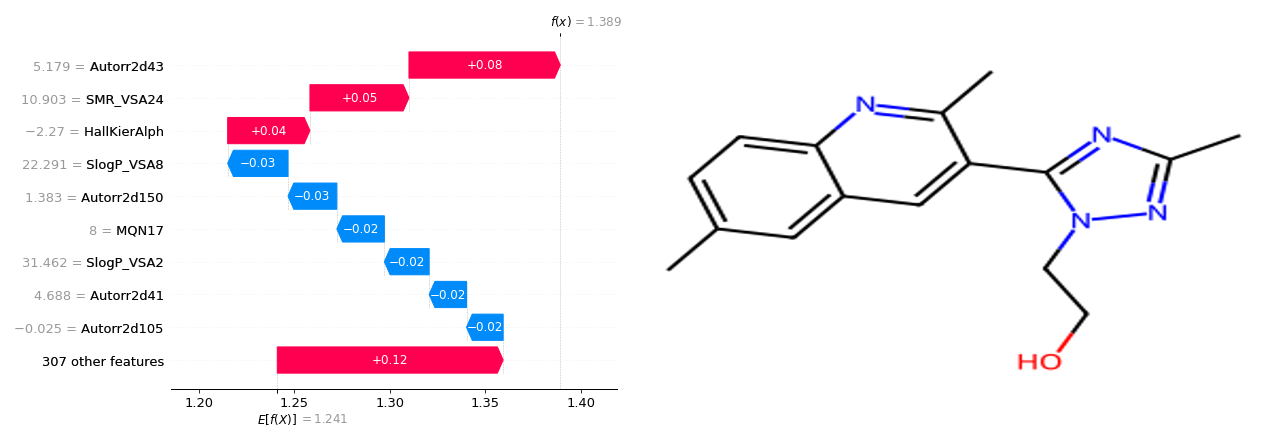 f(x) = 1.389
5.179 = Autorr2d43
+0.08
10.903 = SMR_VSA24
+0.05
−2.27 = HallKierAlph
+0.04
22.291 = SlogP_VSA8
−0.03
1.383 = Autorr2d150
−0.03
8 = MQN17
−0.02
31.462 = SlogP_VSA2
−0.02
4.688 = Autorr2d41
−0.02
−0.025 = Autorr2d105
−0.02
307 other features
+0.12
1.20 1.25 1.30 1.35 1.40
E[f(X)] = 1.241
N
N
N
N
HO